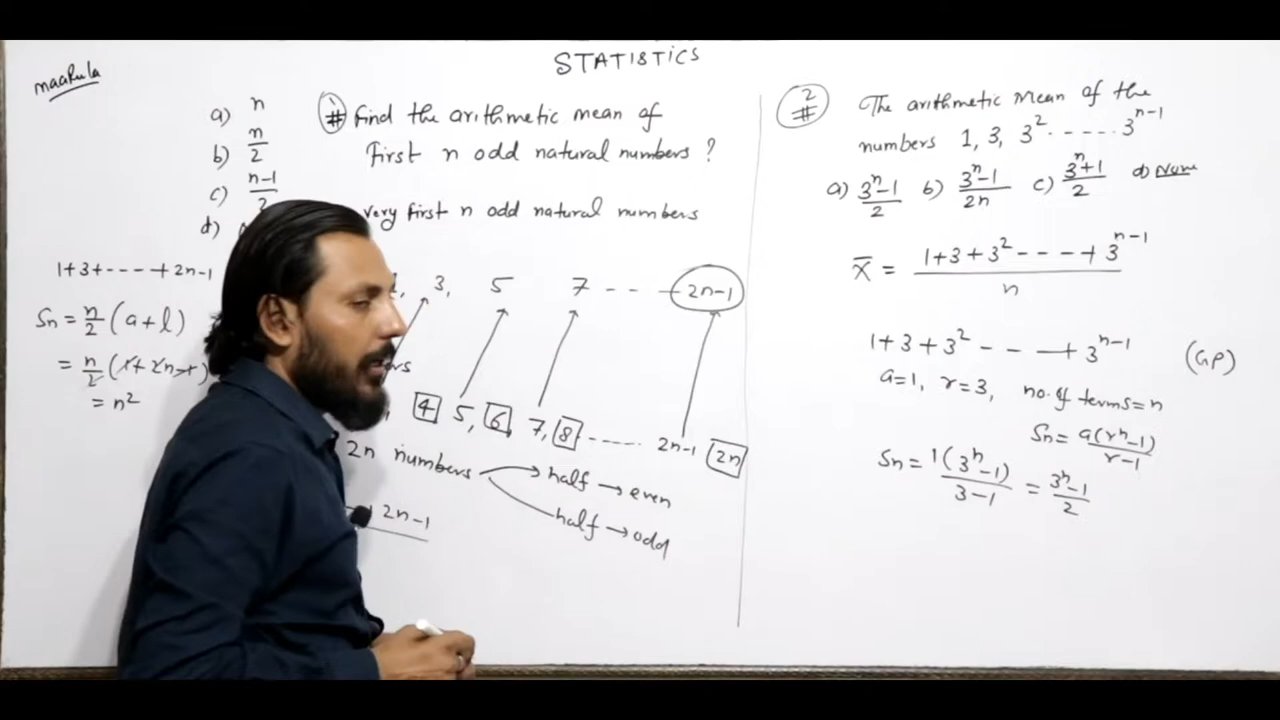 STATISTICS
maarula
a) n
b) n/2
c) n-1/2
d)
1+3+----+2n-1
Sn = n/2 (a+l)
= n/2 (1+2n-1)
= n²
1 # Find the arithmetic mean of
first n odd natural numbers ?
very first n odd natural numbers
3, 5 7 -- - 2n-1
4 5, 6, 7, 8 ------ 2n-1 2n
2n numbers → half → even
half → odd
2n-1
2 # The arithmetic Mean of the
numbers 1, 3, 3² ------ 3^(n-1)
a) 3^n-1/2 b) 3^n-1/2n c) 3^n+1/2 d) None
x̄ = 1+3+3² ----+ 3^(n-1) / n
1+3+3² - - —+ 3^(n-1) (GP)
a=1, r=3, no. of terms=n
Sn= a(r^n-1)/r-1
Sn = 1(3^n-1)/3-1 = 3^n-1/2